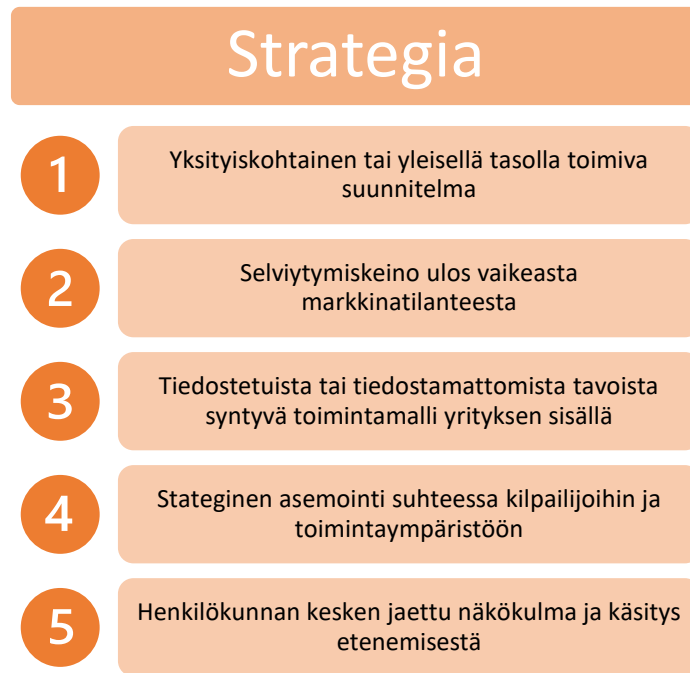 Strategia
1
Yksityiskohtainen tai yleisellä tasolla toimiva
suunnitelma
2
Selviytymiskeino ulos vaikeasta
markkinatilanteesta
3
Tiedostetuista tai tiedostamattomista tavoista
syntyvä toimintamalli yrityksen sisällä
4
Stateginen asemointi suhteessa kilpailijoihin ja
toimintaympäristöön
5
Henkilökunnan kesken jaettu näkökulma ja käsitys
etenemisestä